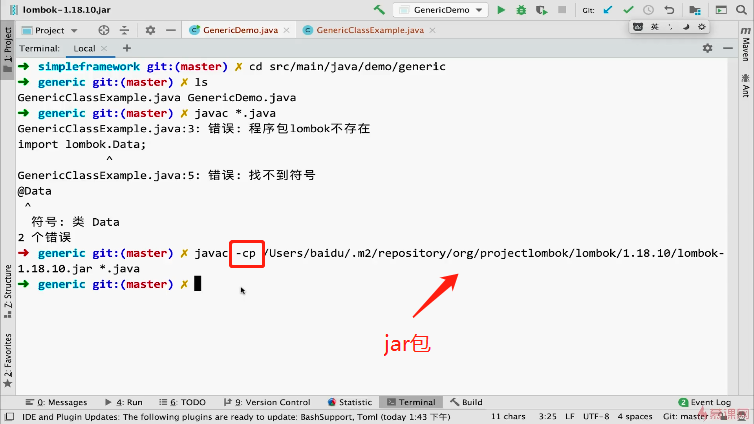 lombok-1.18.10.jar
GenericDemo
Git:
英
Project
GenericDemo.java
GenericClassExample.java
Terminal:
Local
+
1: Project
Maven
Ant
➜ simpleframework git:(master) ✗ cd src/main/java/demo/generic
➜ generic git:(master) ✗ ls
GenericClassExample.java GenericDemo.java
➜ generic git:(master) ✗ javac *.java
GenericClassExample.java:3: 错误: 程序包lombok不存在
import lombok.Data;
^
GenericClassExample.java:5: 错误: 找不到符号
@Data
^
符号: 类 Data
2 个错误
➜ generic git:(master) ✗ javac -cp /Users/baidu/.m2/repository/org/projectlombok/lombok/1.18.10/lombok-
1.18.10.jar *.java
➜ generic git:(master) ✗
jar包
Z: Structure
2: Favorites
0: Messages
4: Run
6: TODO
9: Version Control
Statistic
Terminal
Build
2 Event Log
IDE and Plugin Updates: The following plugins are ready to update: BashSupport, Toml (today 1:43 下午)
11 chars
3:25
LF
UTF-8
4 spaces
Git: master
慕课网